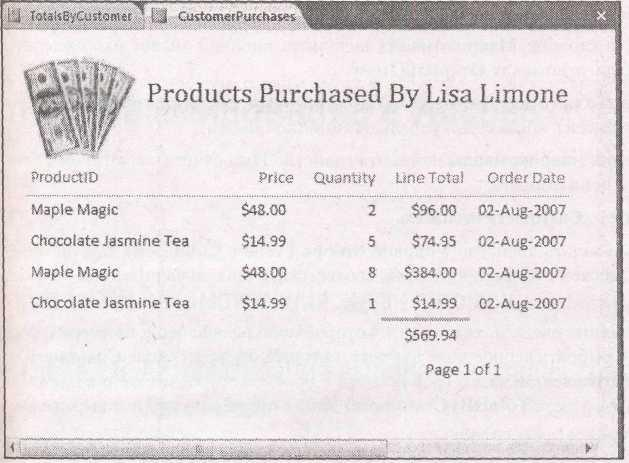 TotalsByCustomer CustomerPurchases
Products Purchased By Lisa Limone
ProductID Price Quantity Line Total Order Date
Maple Magic $48.00 2 $96.00 02-Aug-2007
Chocolate Jasmine Tea $14.99 5 $74.95 02-Aug-2007
Maple Magic $48.00 8 $384.00 02-Aug-2007
Chocolate Jasmine Tea $14.99 1 $14.99 02-Aug-2007
$569.94
Page 1 of 1